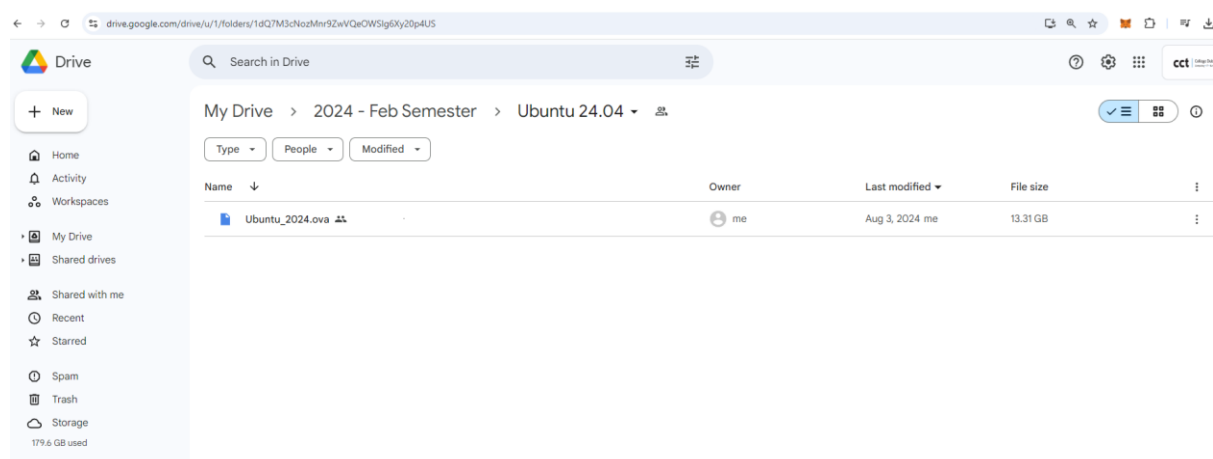 drive.google.com/drive/u/1/folders/1dQ7M3cNozMnr9ZwVQeOWSlg6Xy20p4US
Drive
Search in Drive
cct
New
My Drive > 2024 - Feb Semester > Ubuntu 24.04
Type People Modified
Home
Activity
Workspaces
My Drive
Shared drives
Shared with me
Recent
Starred
Spam
Trash
Storage
179.6 GB used
Name Owner Last modified File size
Ubuntu_2024.ova me Aug 3, 2024 me 13.31 GB